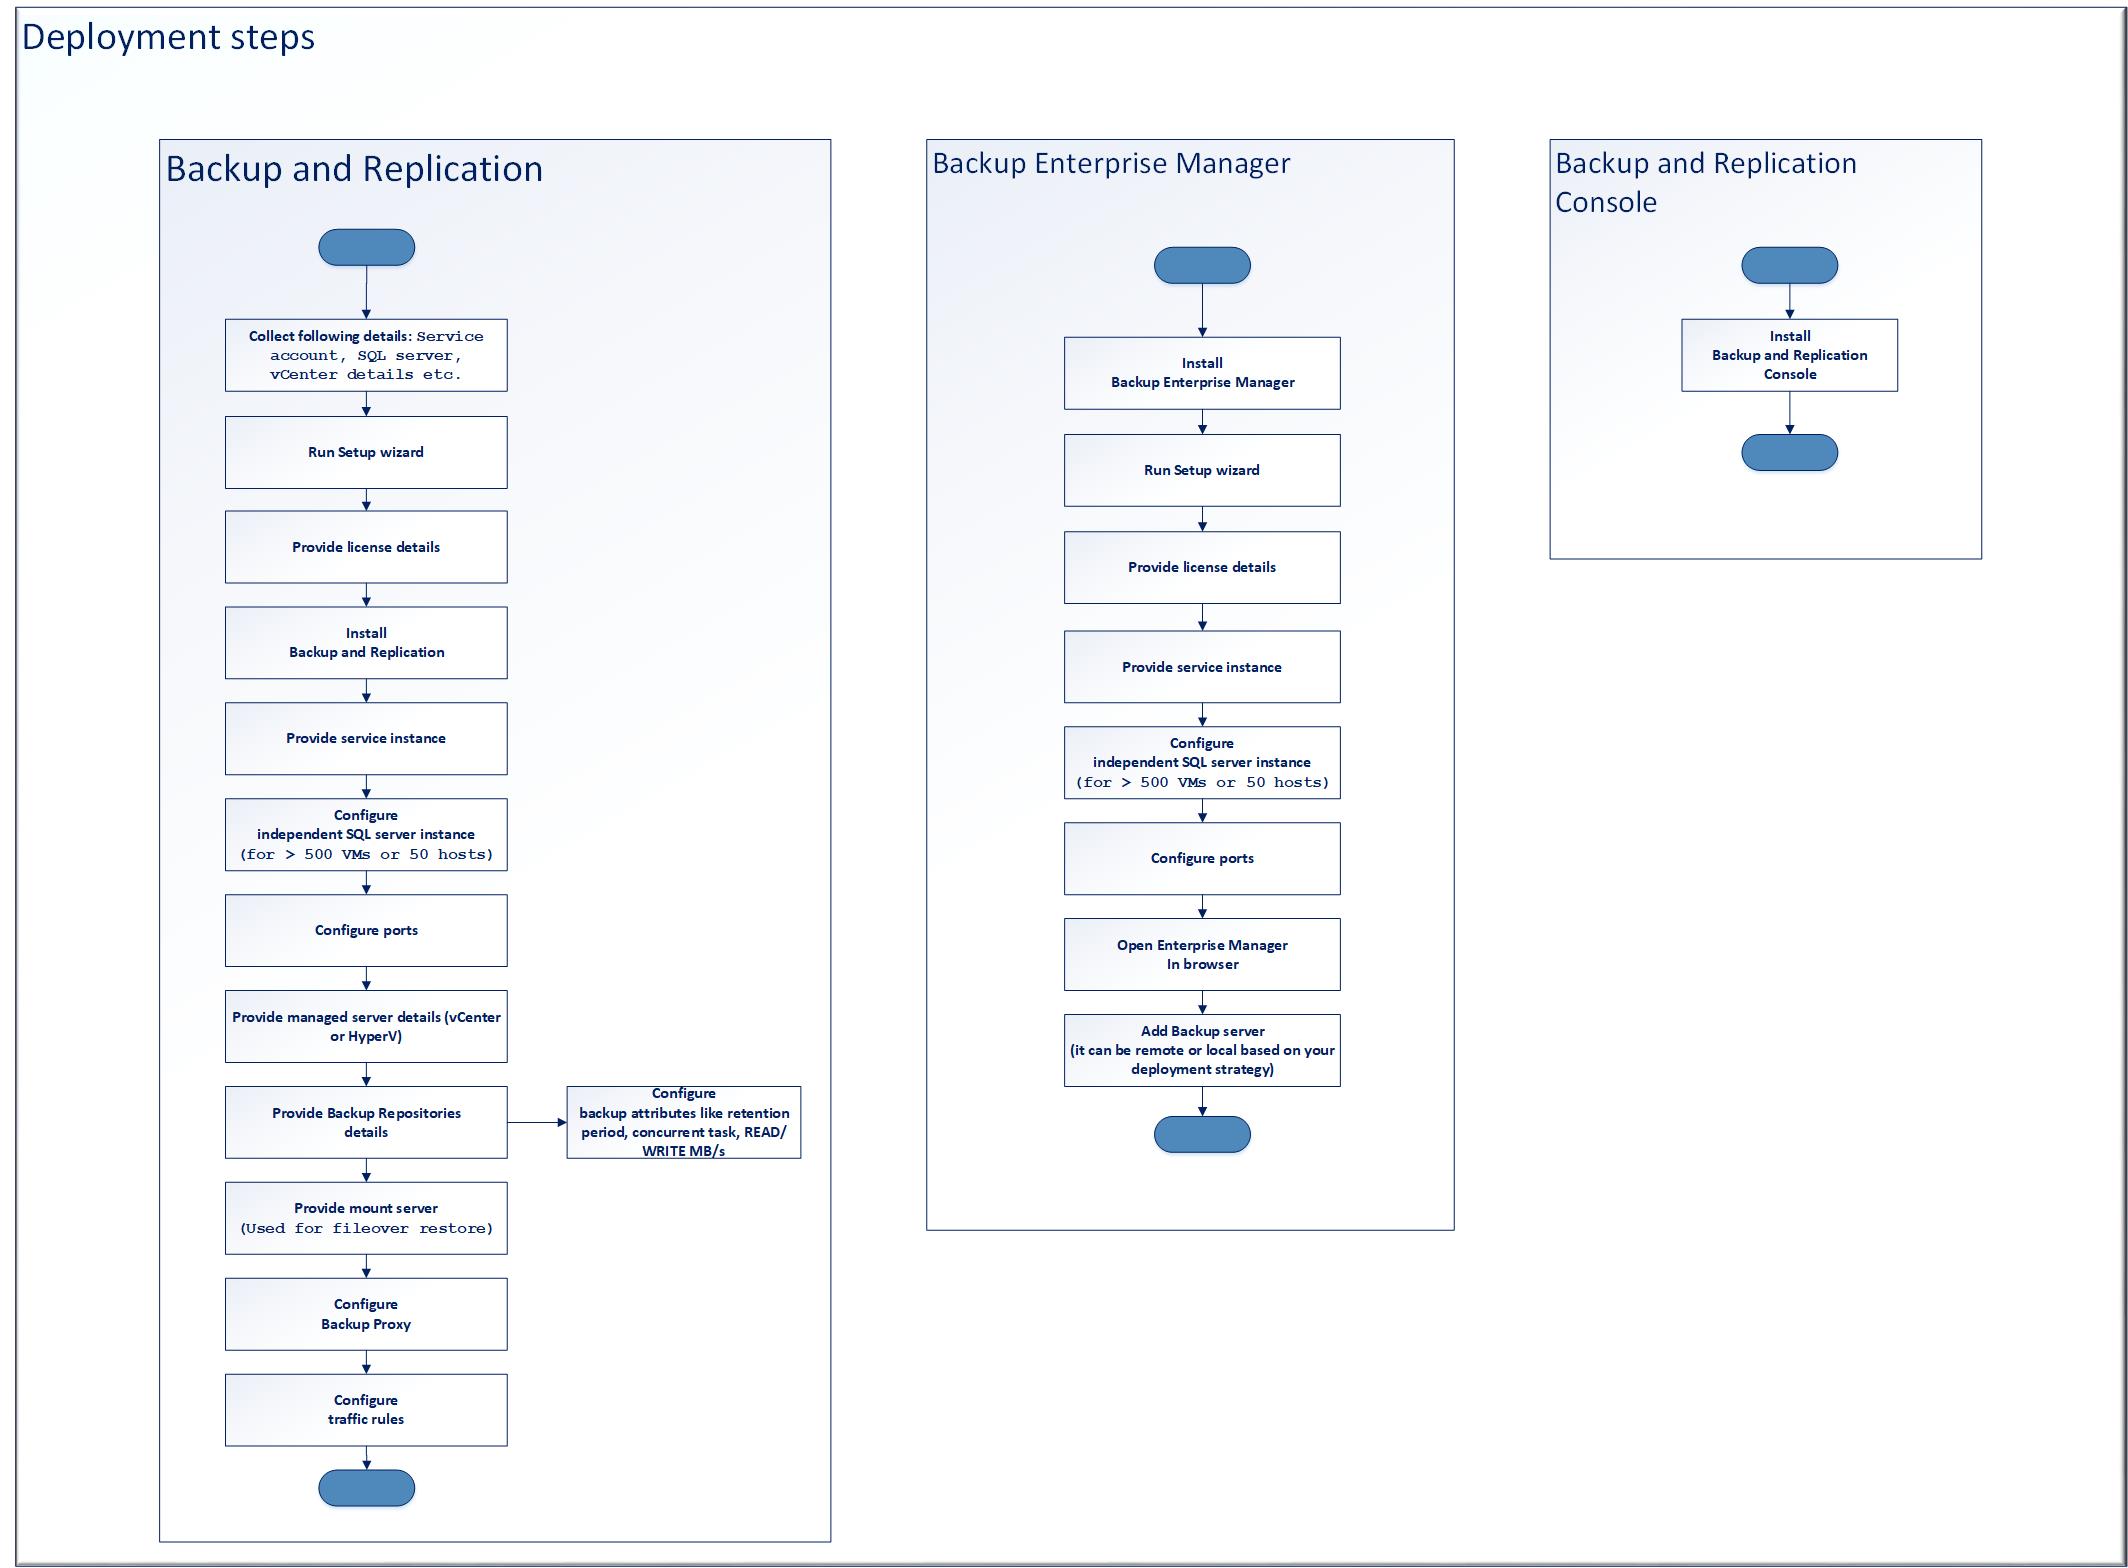 Deployment steps
Backup and Replication
Collect following details: Service
account, SQL server,
vCenter details etc.
Run Setup wizard
Provide license details
Install
Backup and Replication
Provide service instance
Configure
independent SQL server instance
(for > 500 VMs or 50 hosts)
Configure ports
Provide managed server details (vCenter
or HyperV)
Provide Backup Repositories
details
Configure
backup attributes like retention
period, concurrent task, READ/
WRITE MB/s
Provide mount server
(Used for fileover restore)
Configure
Backup Proxy
Configure
traffic rules
Backup Enterprise Manager
Install
Backup Enterprise Manager
Run Setup wizard
Provide license details
Provide service instance
Configure
independent SQL server instance
(for > 500 VMs or 50 hosts)
Configure ports
Open Enterprise Manager
In browser
Add Backup server
(it can be remote or local based on your
deployment strategy)
Backup and Replication
Console
Install
Backup and Replication
Console